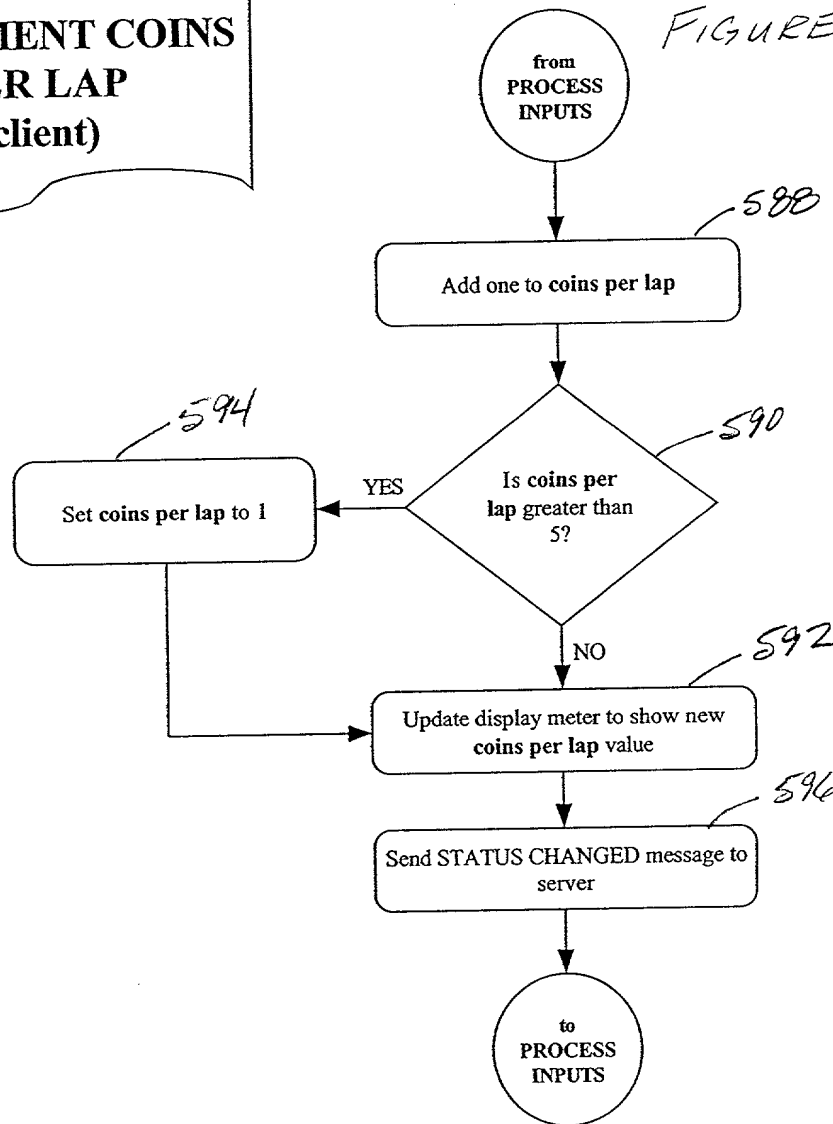 COINS
LAP
client)
FIGURE
from
PROCESS
INPUTS
588
Add one to coins per lap
594
590
YES
Is coins per
lap greater than
5?
Set coins per lap to 1
NO
592
Update display meter to show new
coins per lap value
596
Send STATUS CHANGED message to
server
to
PROCESS
INPUTS